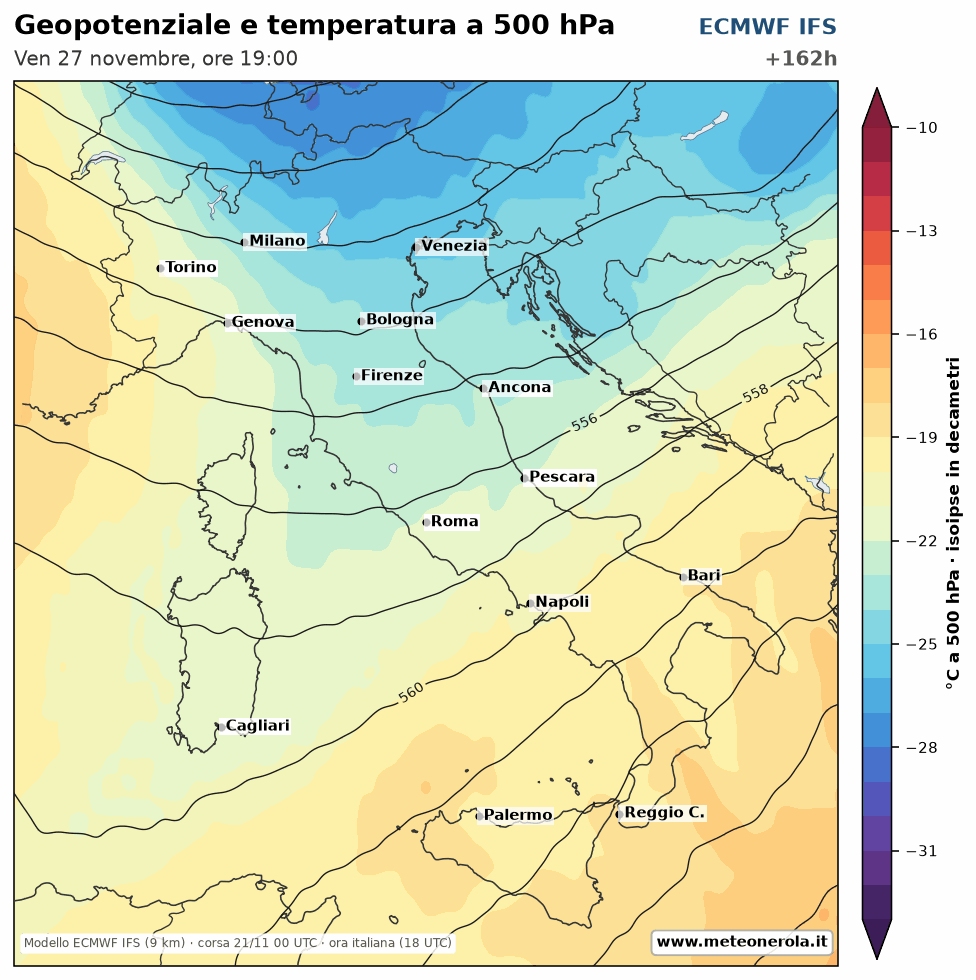 Geopotenziale e temperatura a 500 hPa
ECMWF IFS
Ven 27 novembre, ore 19:00
+162h
Milano
Venezia
Torino
Genova
Bologna
Firenze
Ancona
558
556
Pescara
Roma
Bari
Napoli
560
Cagliari
Palermo
Reggio C.
−10
−13
−16
−19
−22
−25
−28
−31
°C a 500 hPa · isoipse in decametri
Modello ECMWF IFS (9 km) · corsa 21/11 00 UTC · ora italiana (18 UTC)
www.meteonerola.it